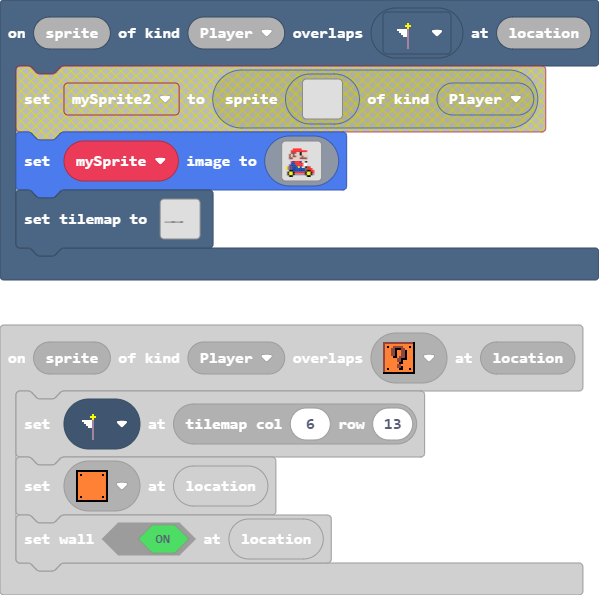 on sprite of kind Player overlaps at location
set mySprite2 to sprite of kind Player
set mySprite image to
set tilemap to
on sprite of kind Player overlaps ? at location
set at tilemap col 6 row 13
set at location
set wall ON at location